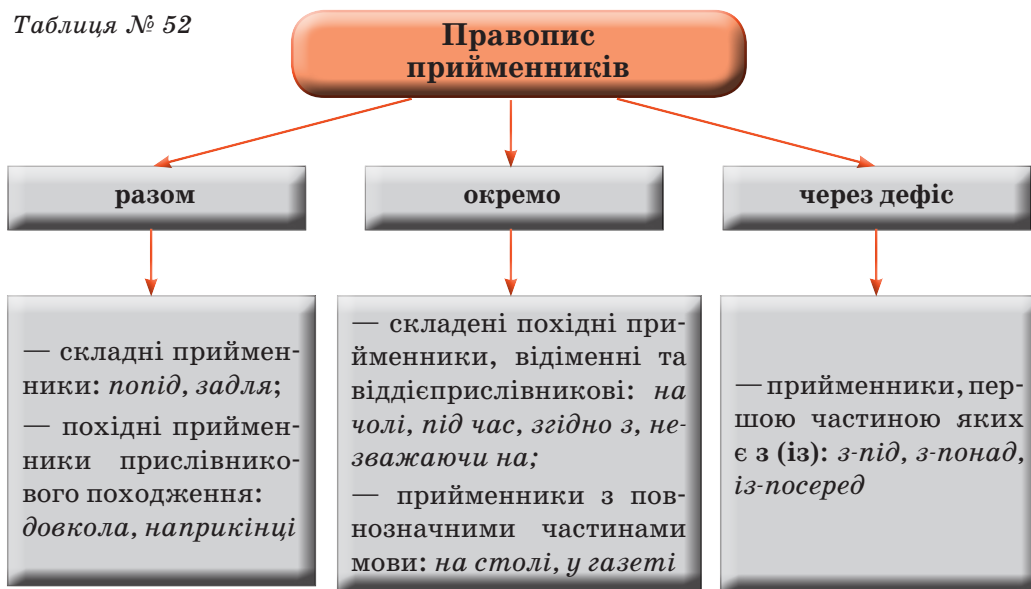 Таблиця № 52
Правопис
прийменників
разом
окремо
через дефіс
— складні приймен-
ники: попід, задля;
— похідні приймен-
ники прислівнико-
вого походження:
довкола, наприкінці
— складені похідні при-
йменники, відіменні та
віддієприслівникові: на
чолі, під час, згідно з, не-
зважаючи на;
— прийменники з пов-
нозначними частинами
мови: на столі, у газеті
— прийменники, пер-
шою частиною яких
є з (із): з-під, з-понад,
із-посеред